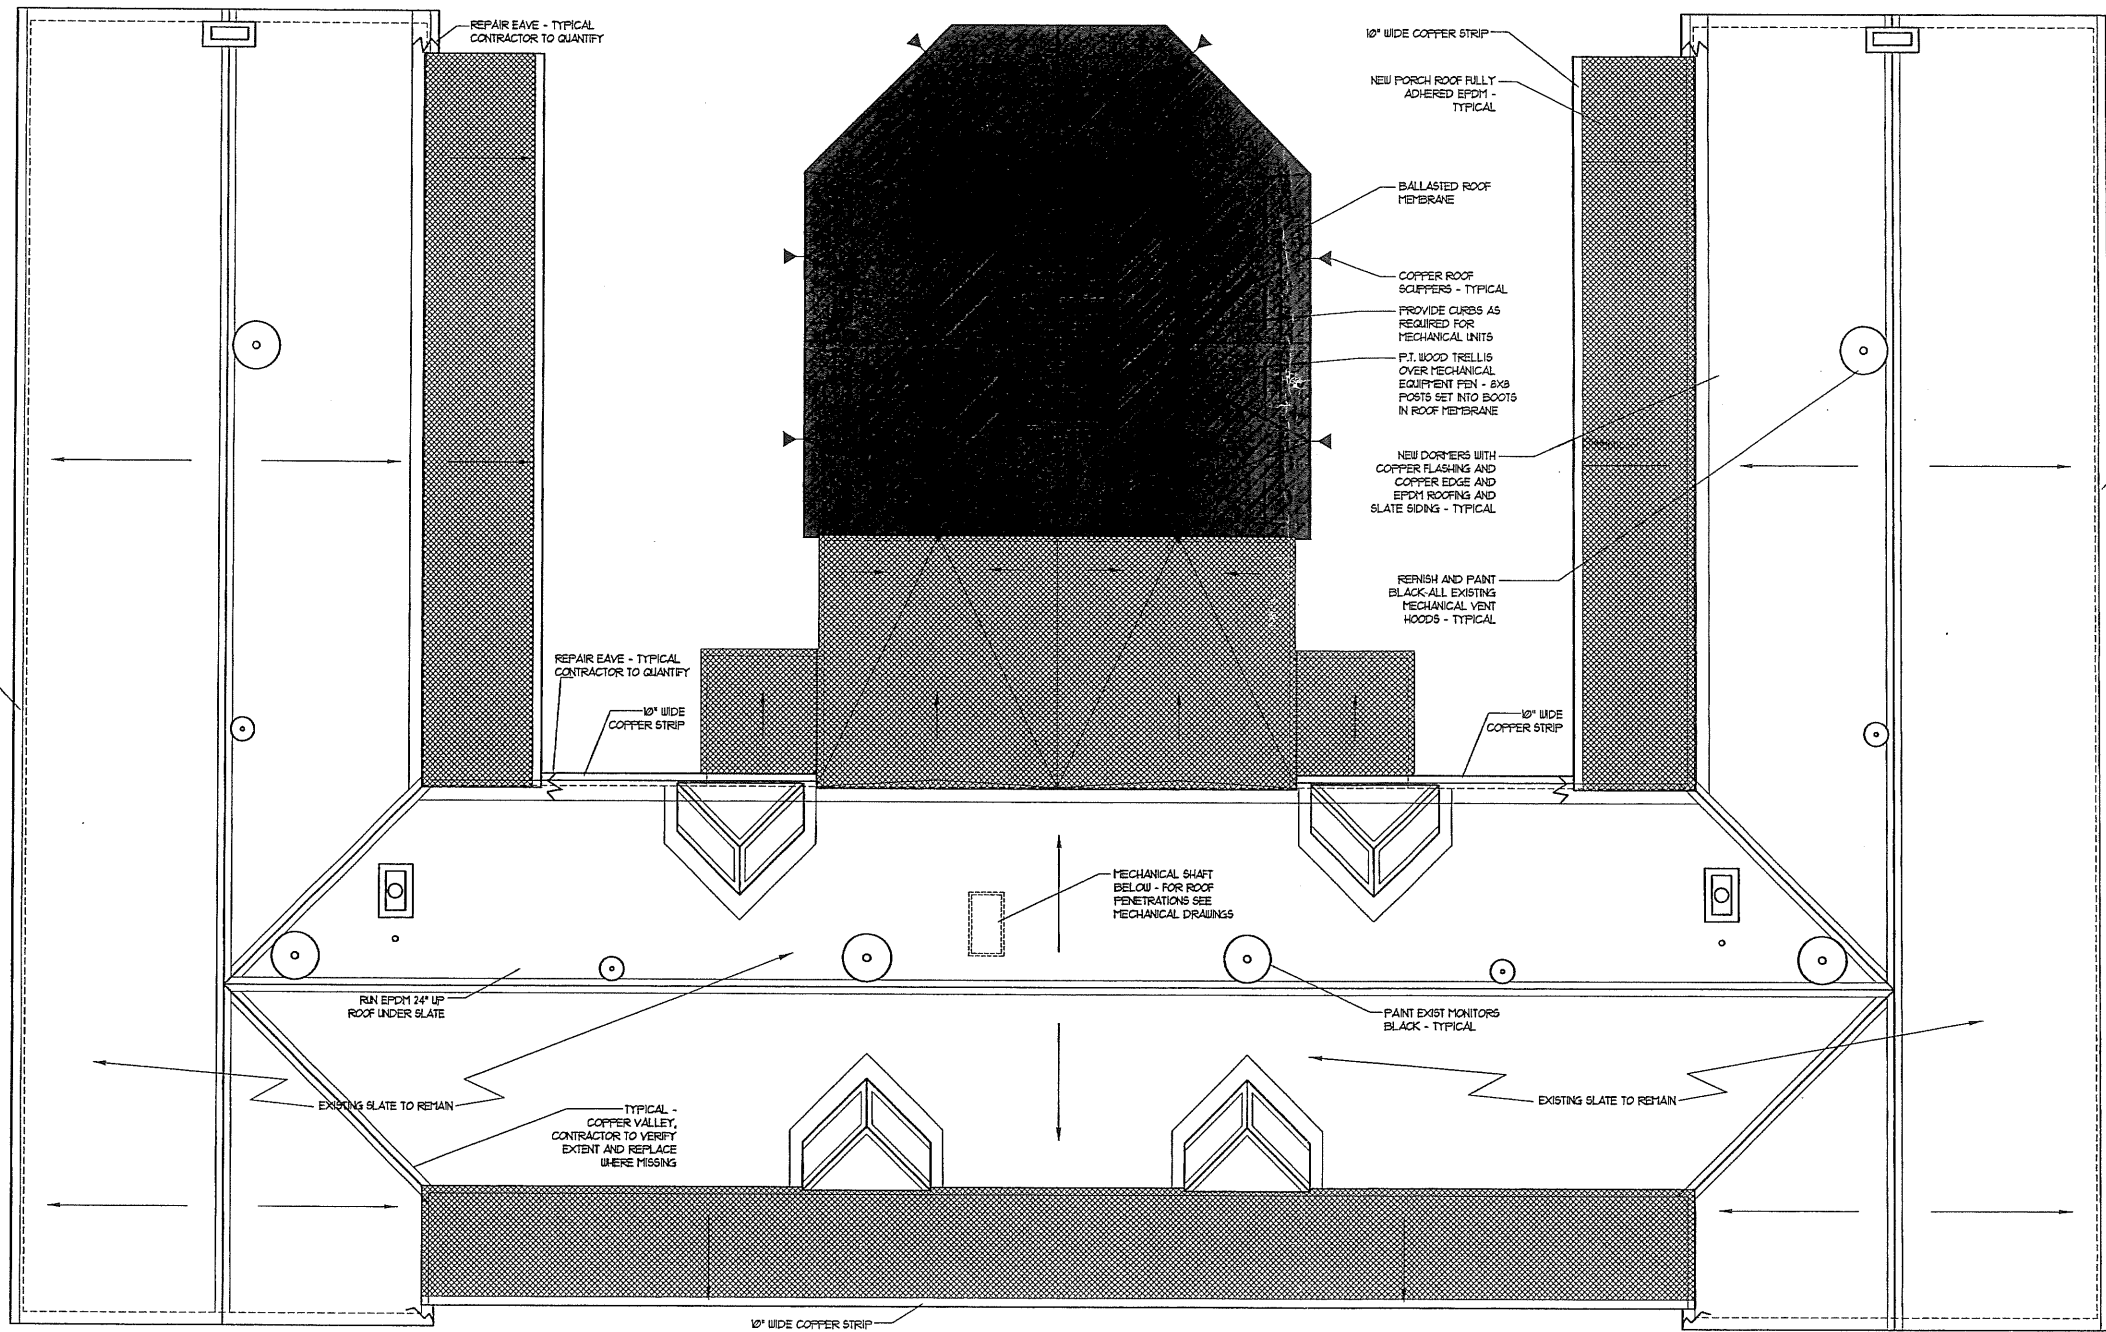 REPAIR EAVE - TYPICAL
CONTRACTOR TO QUANTIFY
10" WIDE COPPER STRIP
NEW PORCH ROOF FULLY
ADHERED EPDM -
TYPICAL
BALLASTED ROOF
MEMBRANE
COPPER ROOF
SCUPPERS - TYPICAL
PROVIDE CURBS AS
REQUIRED FOR
MECHANICAL UNITS
P.T. WOOD TRELLIS
OVER MECHANICAL
EQUIPMENT PEN - 8X8
POSTS SET INTO BOOTS
IN ROOF MEMBRANE
NEW DORMERS WITH
COPPER FLASHING AND
COPPER EDGE AND
EPDM ROOFING AND
SLATE SIDING - TYPICAL
REFNISH AND PAINT
BLACK-ALL EXISTING
MECHANICAL VENT
HOODS - TYPICAL
REPAIR EAVE - TYPICAL
CONTRACTOR TO QUANTIFY
10" WIDE
COPPER STRIP
10" WIDE
COPPER STRIP
MECHANICAL SHAFT
BELOW - FOR ROOF
PENETRATIONS SEE
MECHANICAL DRAWINGS
RUN EPDM 24" UP
ROOF UNDER SLATE
PAINT EXIST MONITORS
BLACK - TYPICAL
EXISTING SLATE TO REMAIN
EXISTING SLATE TO REMAIN
TYPICAL -
COPPER VALLEY,
CONTRACTOR TO VERIFY
EXTENT AND REPLACE
WHERE MISSING
10" WIDE COPPER STRIP